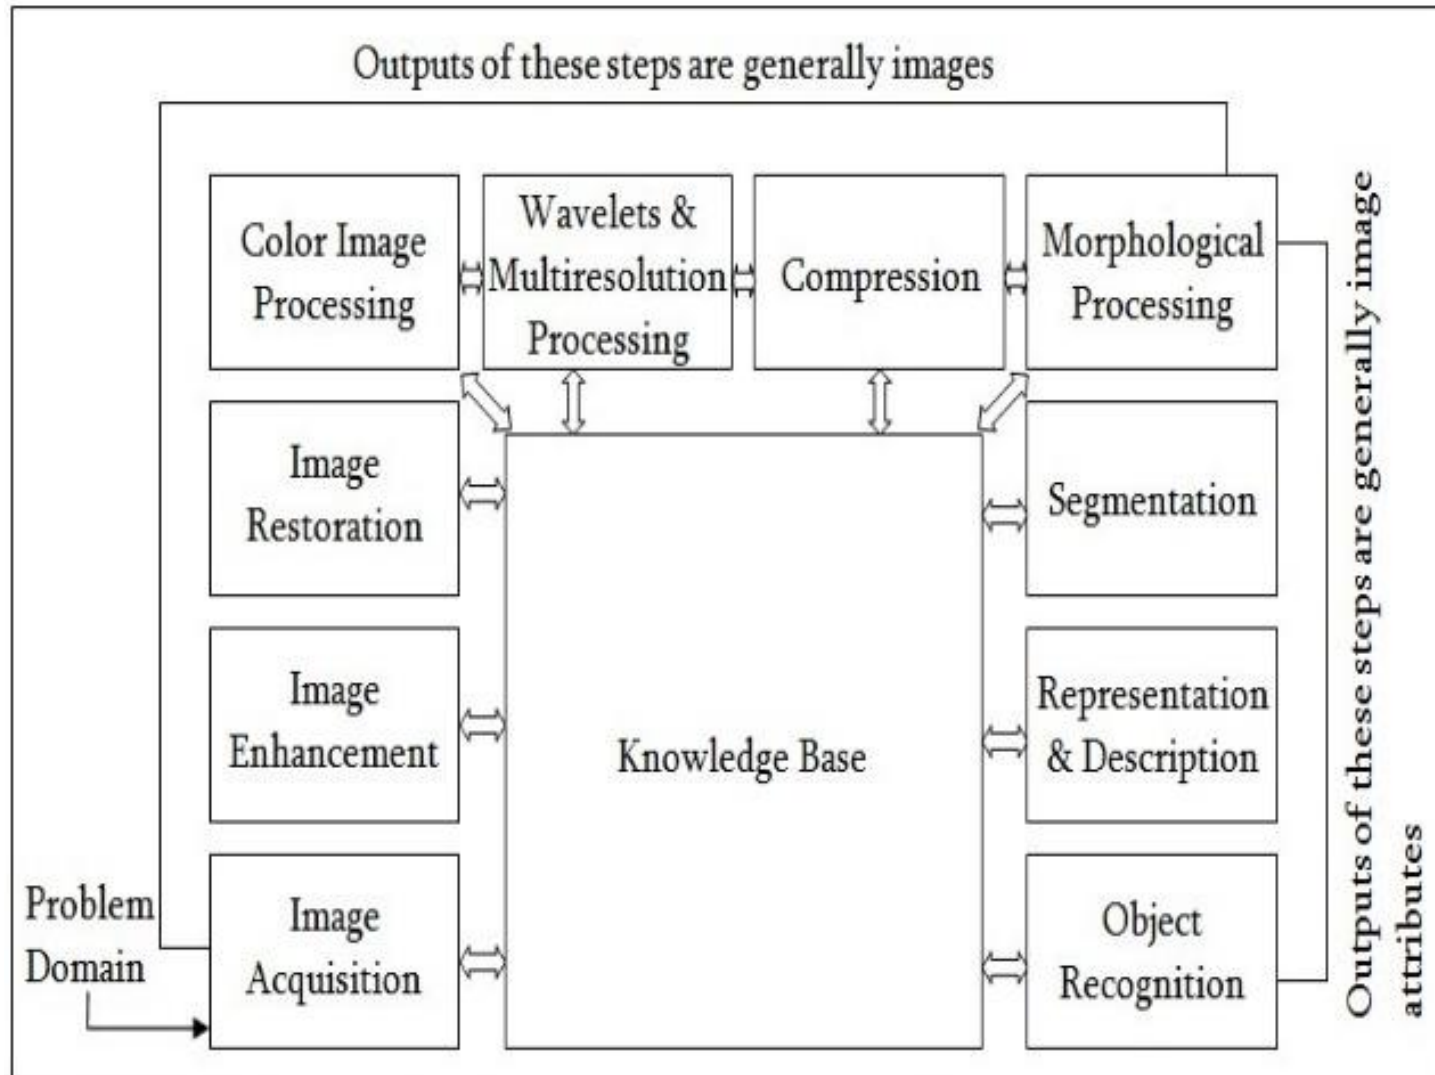 Outputs of these steps are generally images
Color Image
Processing
Wavelets &
Multiresolution
Processing
Compression
Morphological
Processing
Image
Restoration
Segmentation
Image
Enhancement
Knowledge Base
Representation
& Description
Problem
Domain
Image
Acquisition
Object
Recognition
Outputs of these steps are generally image
attributes